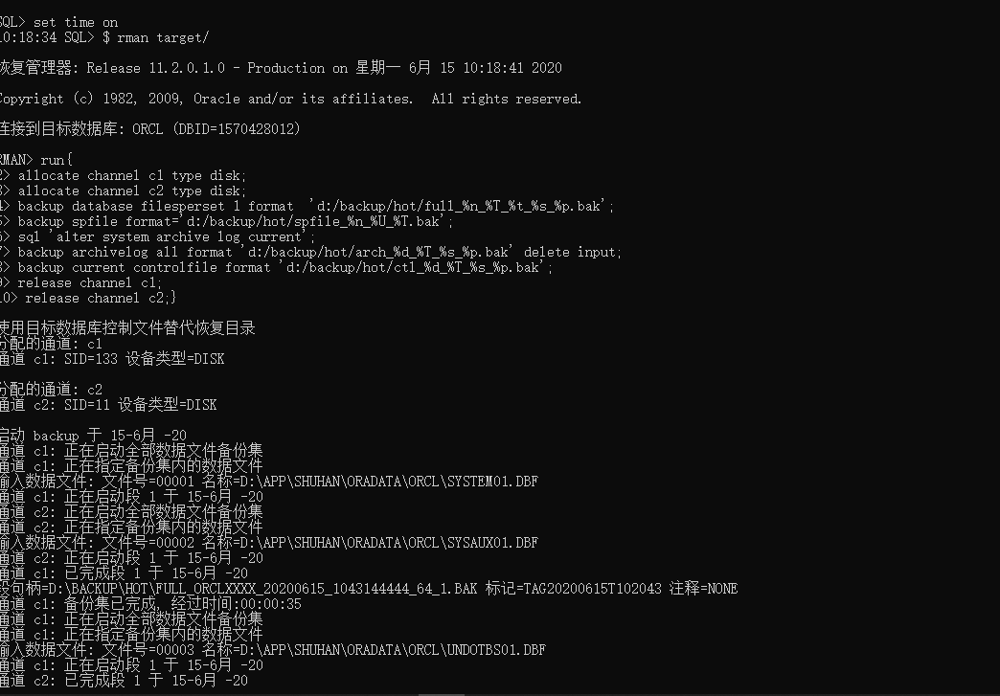 SQL> set time on
10:18:34 SQL> $ rman target/
恢复管理器: Release 11.2.0.1.0 - Production on 星期一 6月 15 10:18:41 2020
Copyright (c) 1982, 2009, Oracle and/or its affiliates.  All rights reserved.
连接到目标数据库: ORCL (DBID=1570428012)
RMAN> run{
2> allocate channel c1 type disk;
3> allocate channel c2 type disk;
4> backup database filesperset 1 format  'd:/backup/hot/full_%n_%T_%t_%s_%p.bak';
5> backup spfile format='d:/backup/hot/spfile_%n_%U_%T.bak';
6> sql 'alter system archive log current';
7> backup archivelog all format 'd:/backup/hot/arch_%d_%T_%s_%p.bak' delete input;
8> backup current controlfile format 'd:/backup/hot/ctl_%d_%T_%s_%p.bak';
9> release channel c1;
10> release channel c2;}
使用目标数据库控制文件替代恢复目录
分配的通道: c1
通道 c1: SID=133 设备类型=DISK
分配的通道: c2
通道 c2: SID=11 设备类型=DISK
启动 backup 于 15-6月 -20
通道 c1: 正在启动全部数据文件备份集
通道 c1: 正在指定备份集内的数据文件
输入数据文件: 文件号=00001 名称=D:\APP\SHUHAN\ORADATA\ORCL\SYSTEM01.DBF
通道 c1: 正在启动段 1 于 15-6月 -20
通道 c2: 正在启动全部数据文件备份集
通道 c2: 正在指定备份集内的数据文件
输入数据文件: 文件号=00002 名称=D:\APP\SHUHAN\ORADATA\ORCL\SYSAUX01.DBF
通道 c2: 正在启动段 1 于 15-6月 -20
通道 c1: 已完成段 1 于 15-6月 -20
段句柄=D:\BACKUP\HOT\FULL_ORCLXXXX_20200615_1043144444_64_1.BAK 标记=TAG20200615T102043 注释=NONE
通道 c1: 备份集已完成, 经过时间:00:00:35
通道 c1: 正在启动全部数据文件备份集
通道 c1: 正在指定备份集内的数据文件
输入数据文件: 文件号=00003 名称=D:\APP\SHUHAN\ORADATA\ORCL\UNDOTBS01.DBF
通道 c1: 正在启动段 1 于 15-6月 -20
通道 c2: 已完成段 1 于 15-6月 -20